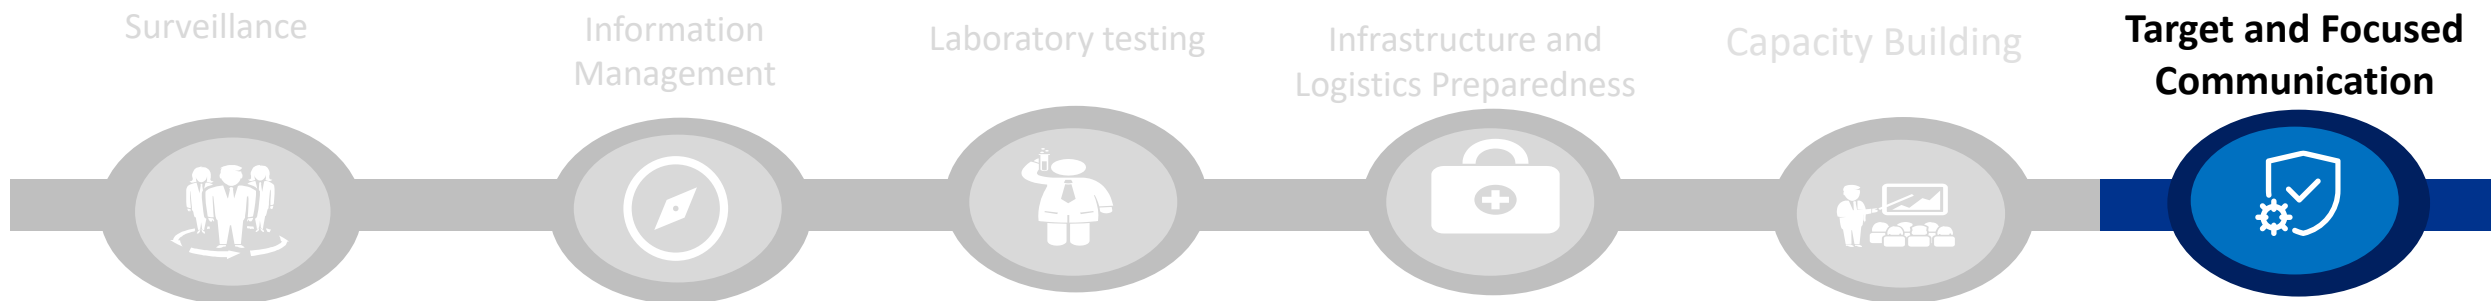 Surveillance
Information
Management
Laboratory testing
Infrastructure and
Logistics Preparedness
Capacity Building
Target and Focused
Communication